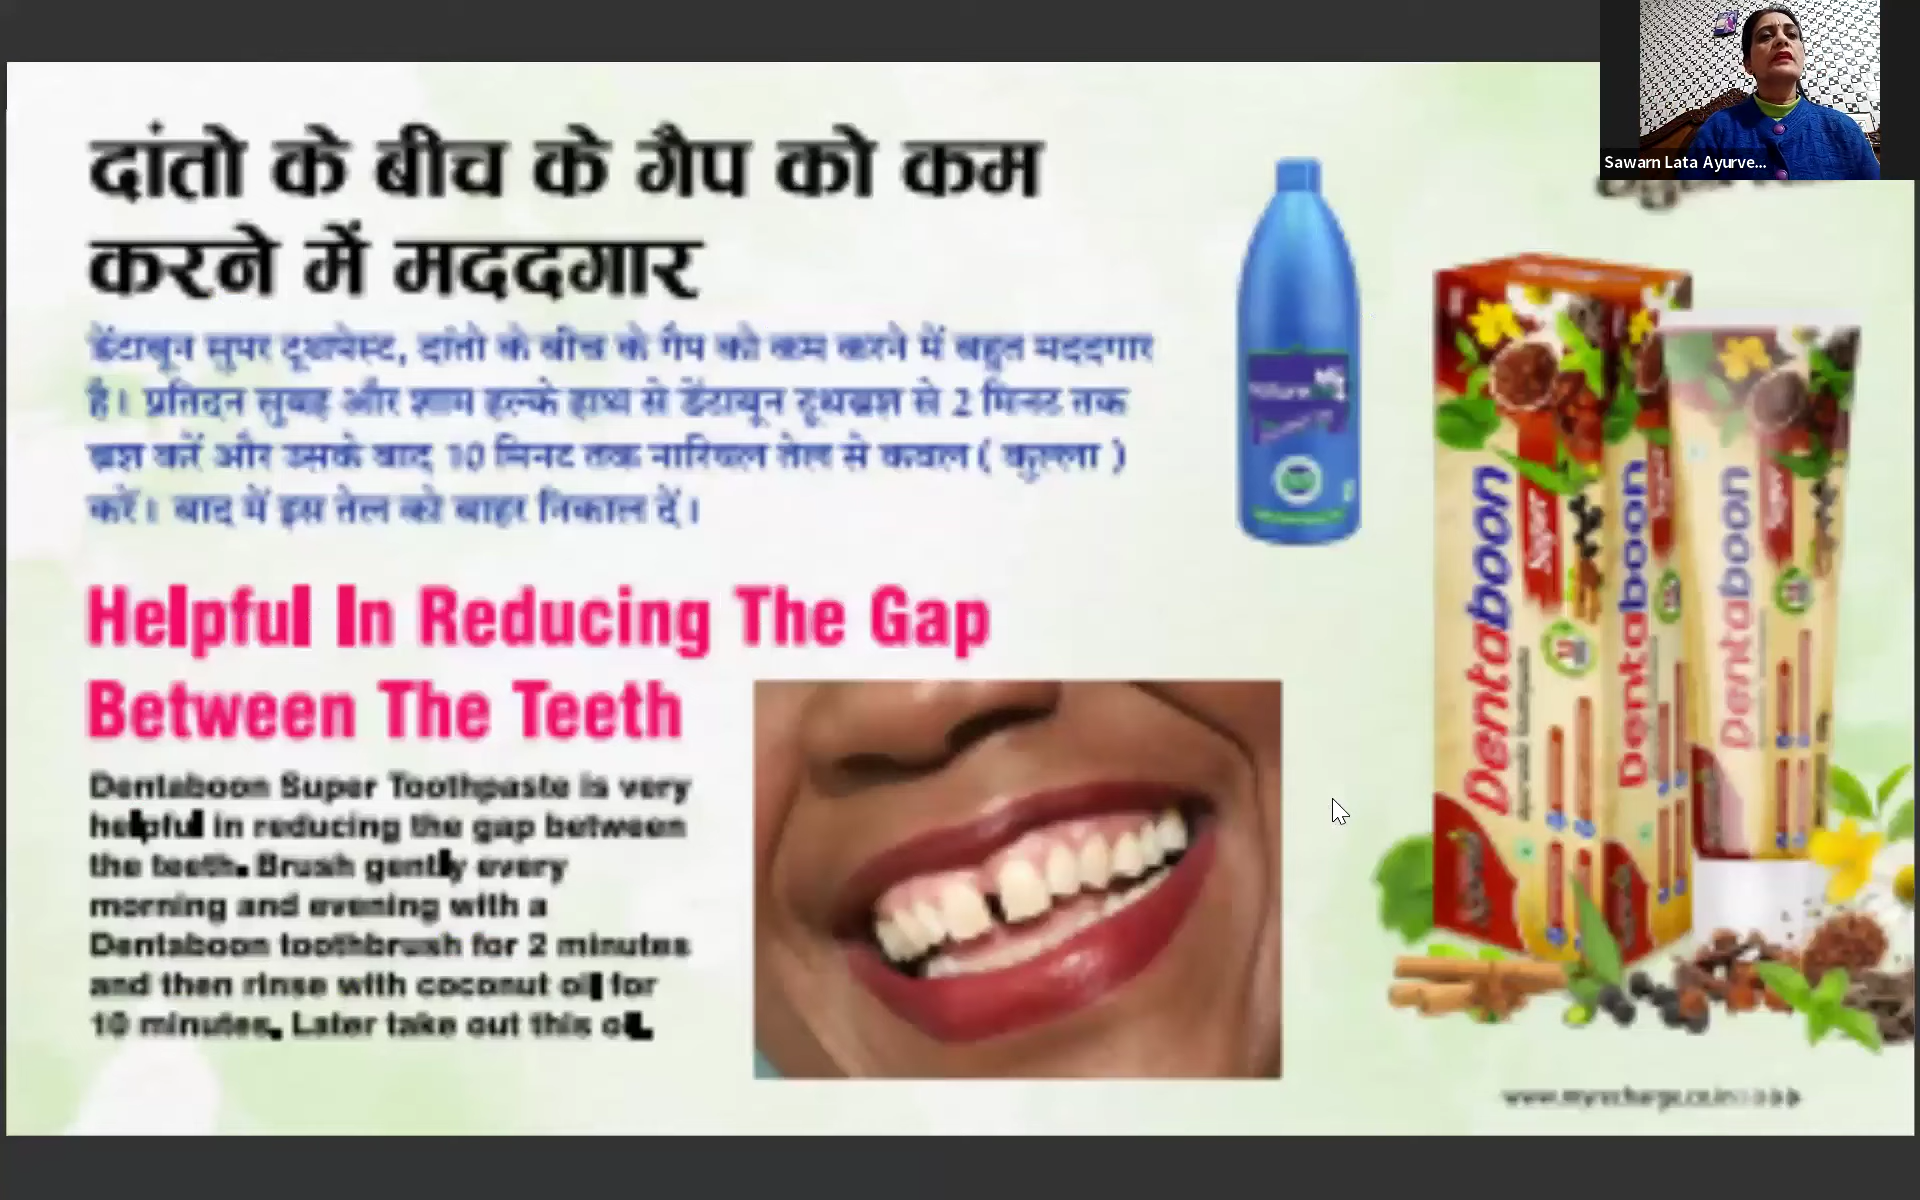 दांतो के बीच के गैप को कम
करने में मददगार
डेंटाबून सुपर टूथपेस्ट, दांतो के बीच के गैप को कम करने में बहुत मददगार
है। प्रतिदिन सुबह और शाम हल्के हाथ से डेंटाबून टूथब्रश से 2 मिनट तक
ब्रश करें और उसके बाद 10 मिनट तक नारियल तेल से कवल ( कुल्ला )
करें। बाद में इस तेल को बाहर निकाल दें।
Helpful In Reducing The Gap
Between The Teeth
Dentaboon Super Toothpaste is very
helpful in reducing the gap between
the teeth. Brush gently every
morning and evening with a
Dentaboon toothbrush for 2 minutes
and then rinse with coconut oil for
10 minutes. Later take out this oil.
Sawarn Lata Ayurve...
Dentaboon
Super
Dentaboon
Super
Dentaboon
Super